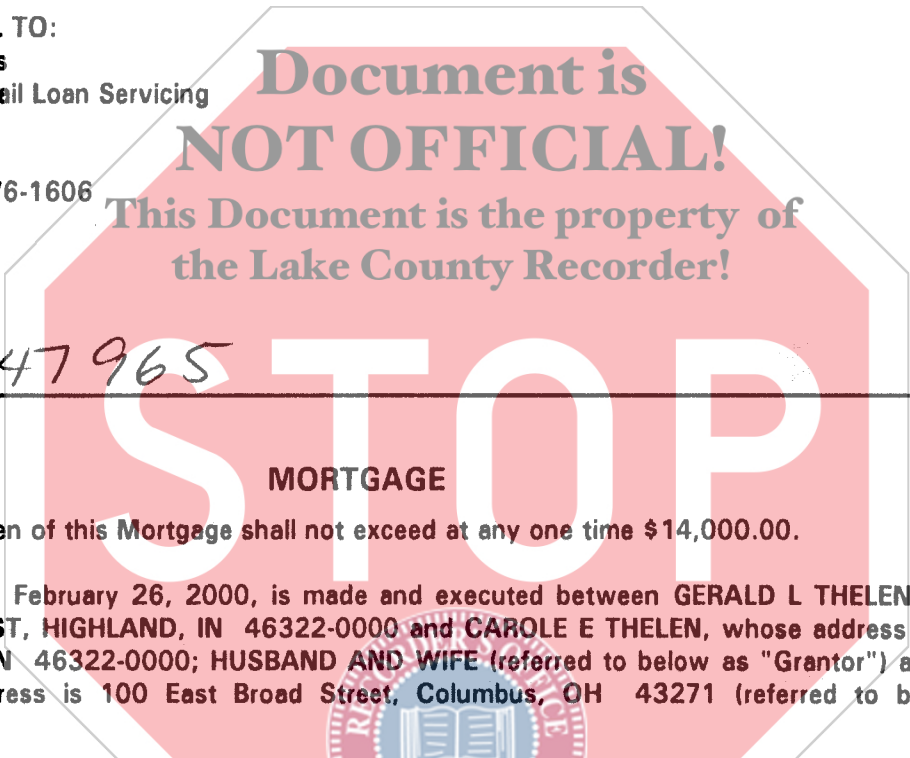 . TO:
s
ail Loan Servicing
76-1606
Document is
NOT OFFICIAL!
This Document is the property of
the Lake County Recorder!
47965
STOP
MORTGAGE
en of this Mortgage shall not exceed at any one time $14,000.00.
February 26, 2000, is made and executed between GERALD L THELEN
ST, HIGHLAND, IN 46322-0000 and CAROLE E THELEN, whose address
N 46322-0000; HUSBAND AND WIFE (referred to below as "Grantor") a
ress is 100 East Broad Street, Columbus, OH 43271 (referred to b
RECORDER'S OFFICE